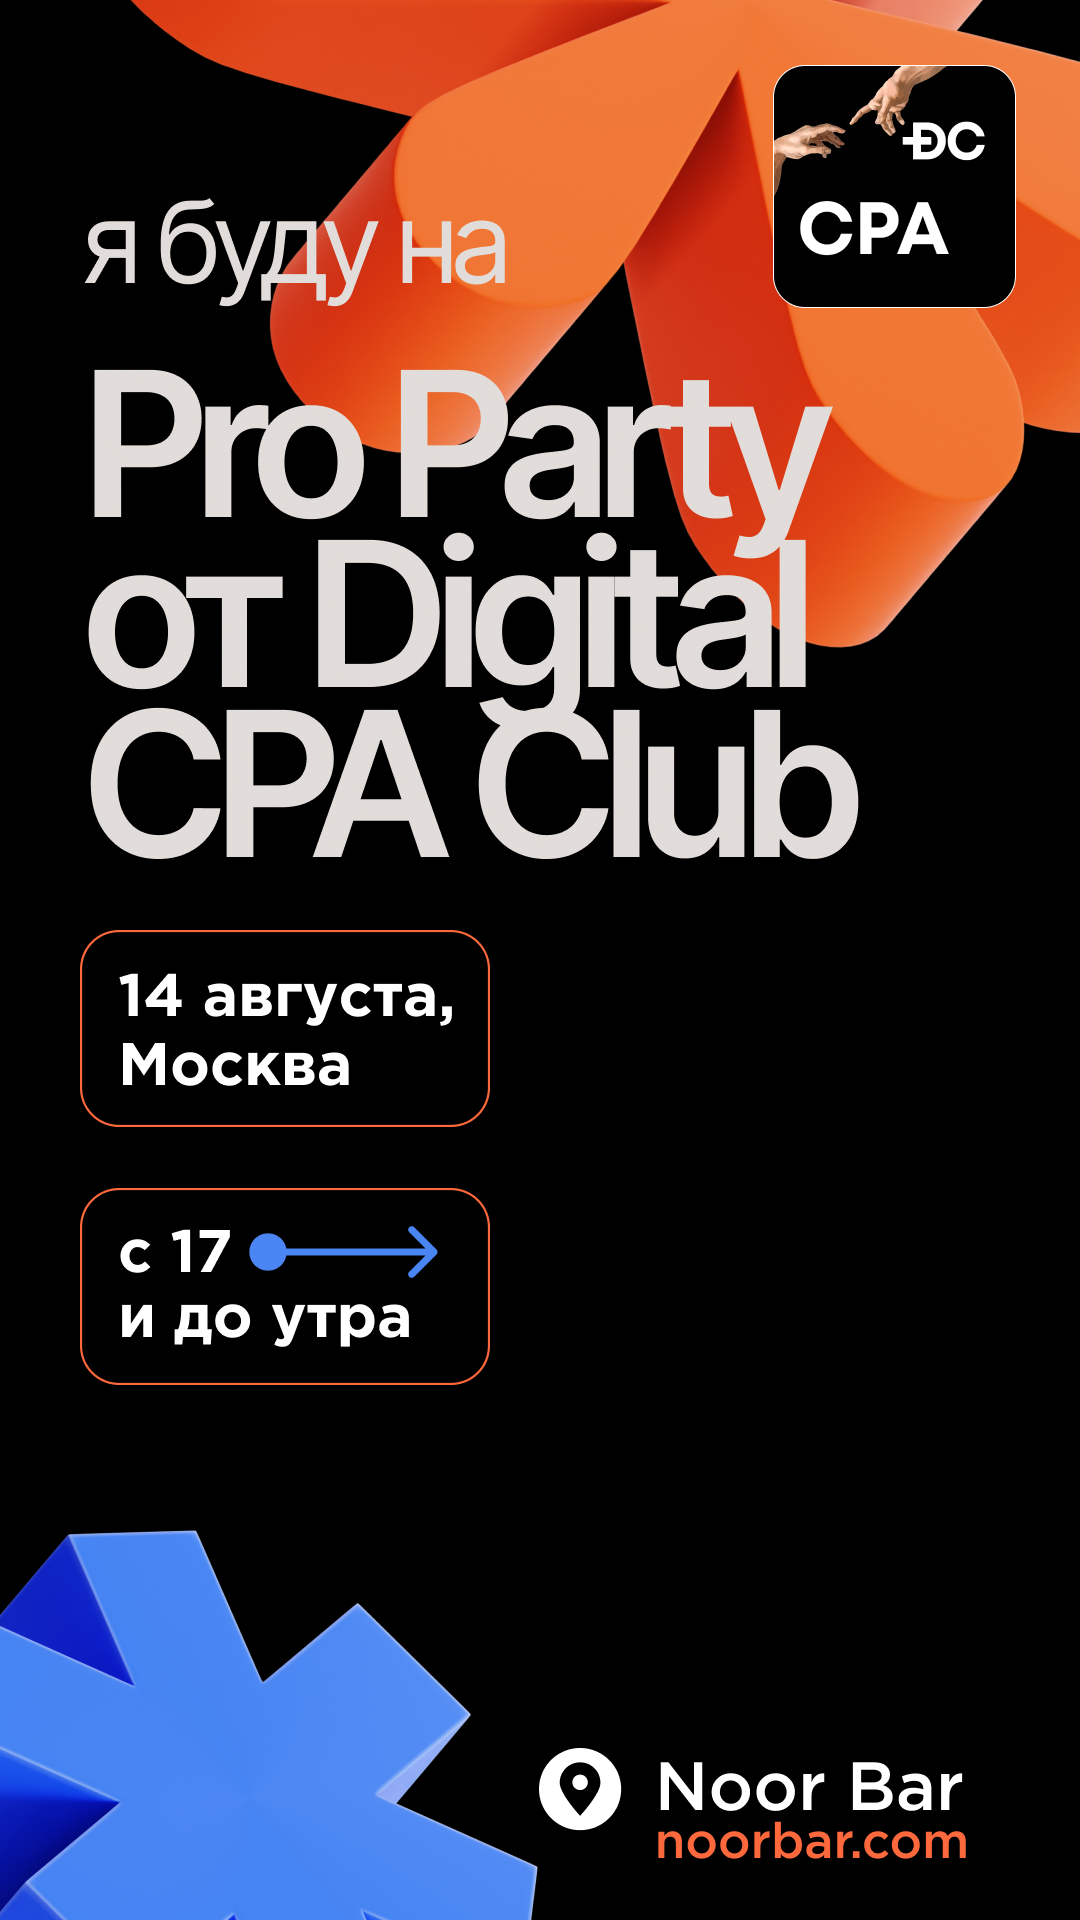 ÐC
CPA
я буду на
Pro Party
от Digital
CPA Club
14 августа,
Москва
с 17
и до утра
Noor Bar
noorbar.com